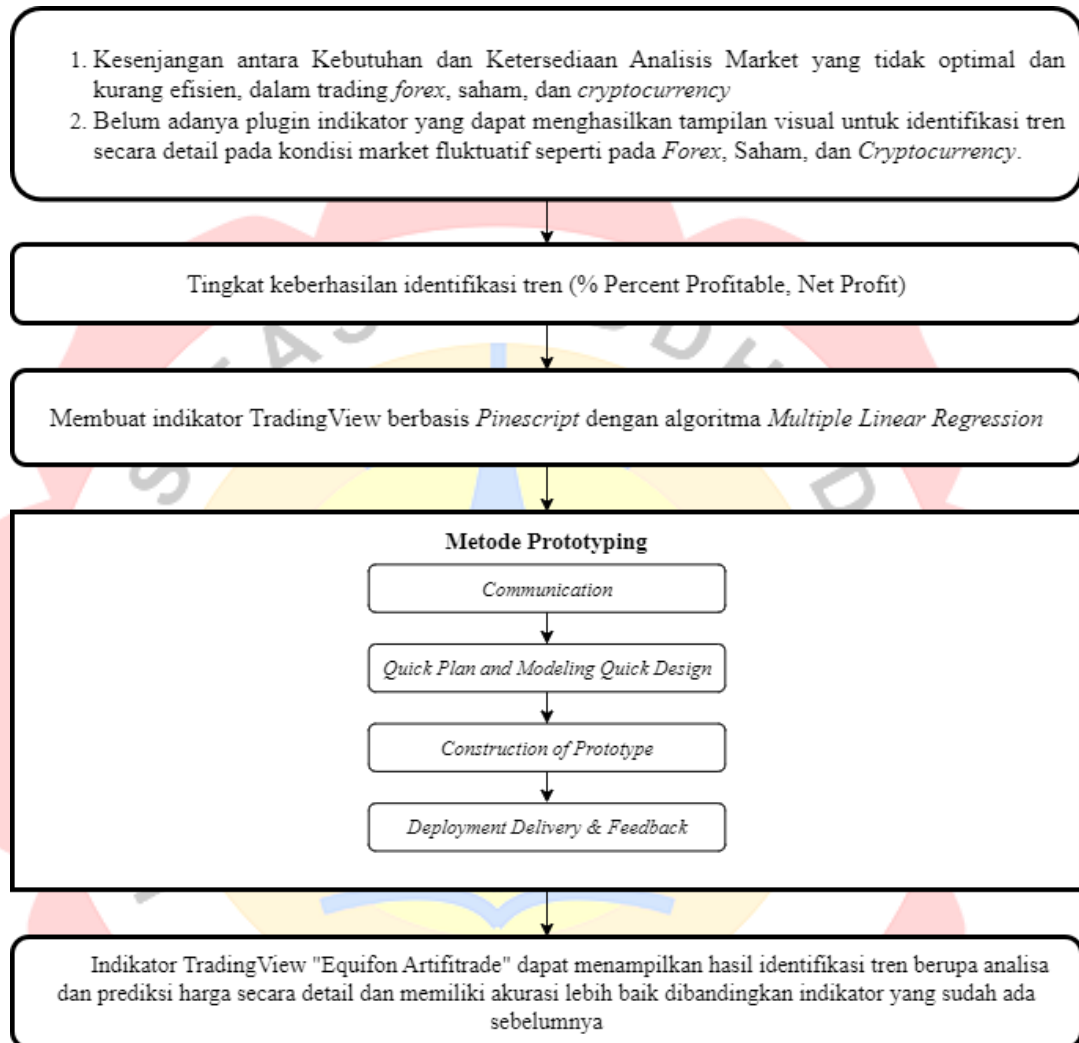 1. Kesenjangan antara Kebutuhan dan Ketersediaan Analisis Market yang tidak optimal dan
kurang efisien, dalam trading forex, saham, dan cryptocurrency
2. Belum adanya plugin indikator yang dapat menghasilkan tampilan visual untuk identifikasi tren
secara detail pada kondisi market fluktuatif seperti pada Forex, Saham, dan Cryptocurrency.
Tingkat keberhasilan identifikasi tren (% Percent Profitable, Net Profit)
Membuat indikator TradingView berbasis Pinescript dengan algoritma Multiple Linear Regression
Metode Prototyping
Communication
Quick Plan and Modeling Quick Design
Construction of Prototype
Deployment Delivery & Feedback
Indikator TradingView "Equifon Artifitrade" dapat menampilkan hasil identifikasi tren berupa analisa
dan prediksi harga secara detail dan memiliki akurasi lebih baik dibandingkan indikator yang sudah ada
sebelumnya